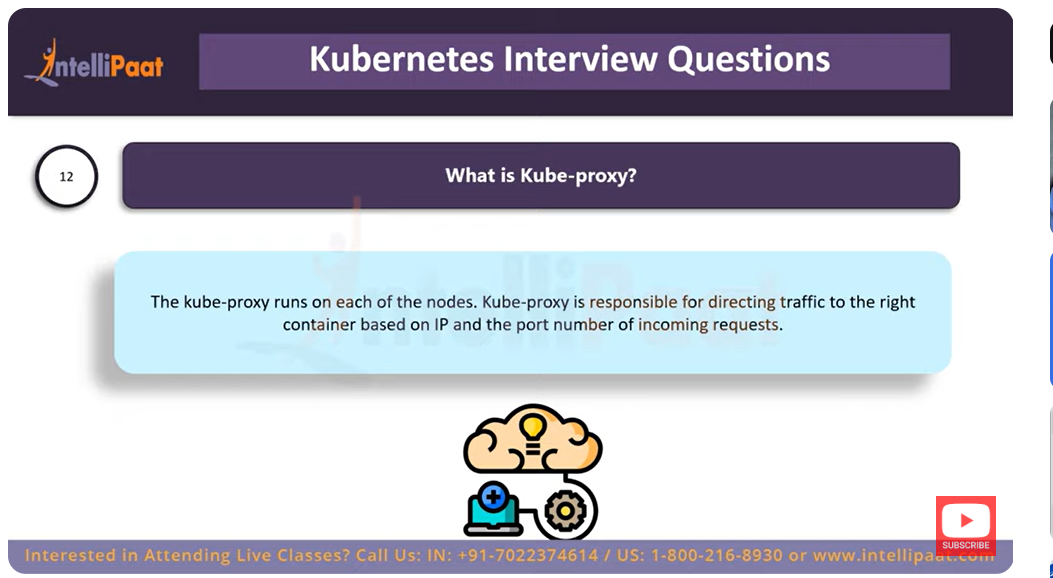 IntelliPaat
Kubernetes Interview Questions
12
What is Kube-proxy?
The kube-proxy runs on each of the nodes. Kube-proxy is responsible for directing traffic to the right
container based on IP and the port number of incoming requests.
IntelliPaat
SUBSCRIBE
Interested in Attending Live Classes? Call Us: IN: +91-7022374614 / US: 1-800-216-8930 or www.intellipaat.com